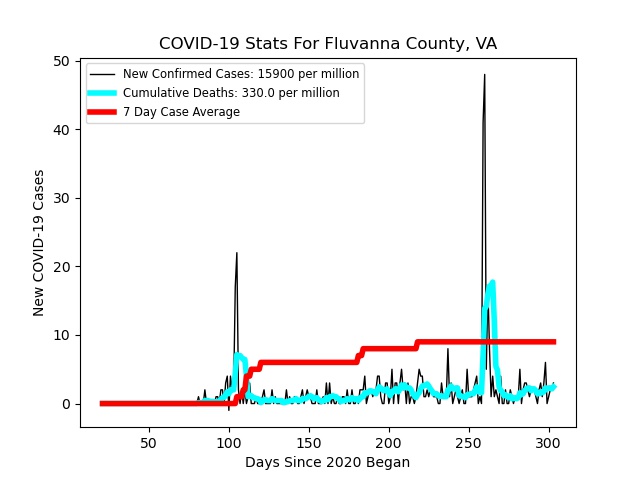 COVID-19 Stats For Fluvanna County, VA
New Confirmed Cases: 15900 per million
Cumulative Deaths: 330.0 per million
7 Day Case Average
New COVID-19 Cases
50
40
30
20
10
0
50 100 150 200 250 300
Days Since 2020 Began